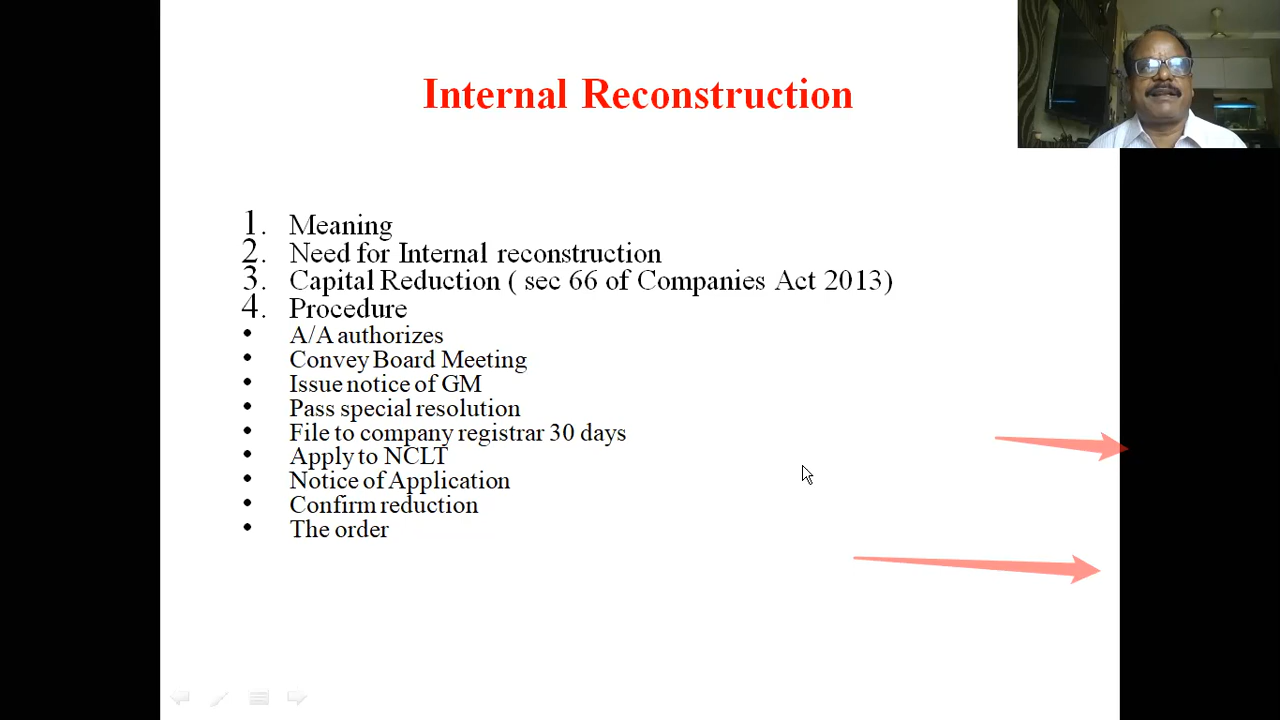 Internal Reconstruction
1. Meaning
2. Need for Internal reconstruction
3. Capital Reduction ( sec 66 of Companies Act 2013)
4. Procedure
• A/A authorizes
• Convey Board Meeting
• Issue notice of GM
• Pass special resolution
• File to company registrar 30 days
• Apply to NCLT
• Notice of Application
• Confirm reduction
• The order